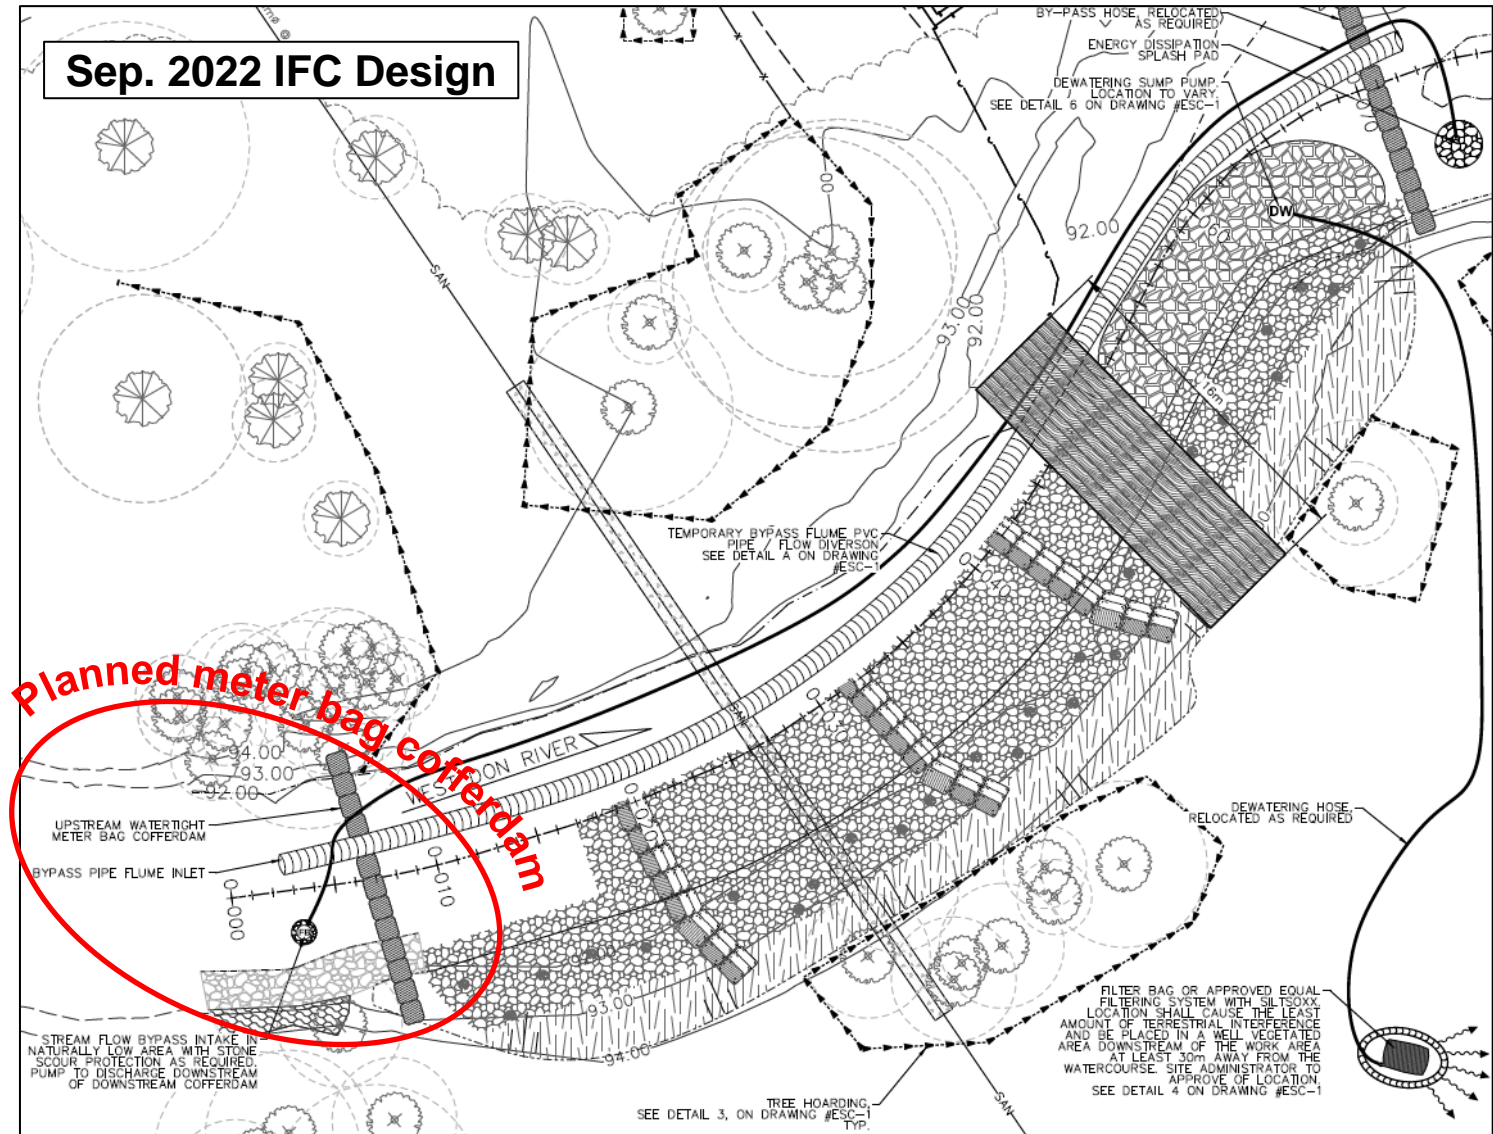 Sep. 2022 IFC Design
BY-PASS HOSE, RELOCATED
AS REQUIRED
ENERGY DISSIPATION
SPLASH PAD
DEWATERING SUMP PUMP.
LOCATION TO VARY.
SEE DETAIL 6 ON DRAWING #ESC-1
DW
92.00
93.00
92.00
SAN
16m
TEMPORARY BYPASS FLUME PVC
PIPE / FLOW DIVERSON
SEE DETAIL A ON DRAWING
#ESC-1
Planned meter bag cofferdam
94.00
93.00
92.00
WEST DON RIVER
SAN
UPSTREAM WATERTIGHT
METER BAG COFFERDAM
BYPASS PIPE FLUME INLET
0+000
0+010
DEWATERING HOSE,
RELOCATED AS REQUIRED
93.00
94.00
STREAM FLOW BYPASS INTAKE IN
NATURALLY LOW AREA WITH STONE
SCOUR PROTECTION AS REQUIRED.
PUMP TO DISCHARGE DOWNSTREAM
OF DOWNSTREAM COFFERDAM
FILTER BAG OR APPROVED EQUAL
FILTERING SYSTEM WITH SILTSOXX.
LOCATION SHALL CAUSE THE LEAST
AMOUNT OF TERRESTRIAL INTERFERENCE
AND BE PLACED IN A WELL VEGETATED
AREA DOWNSTREAM OF THE WORK AREA
AT LEAST 30m AWAY FROM THE
WATERCOURSE. SITE ADMINISTRATOR TO
APPROVE OF LOCATION.
SEE DETAIL 4 ON DRAWING #ESC-1
TREE HOARDING,
SEE DETAIL 3, ON DRAWING #ESC-1
TYP.
SAN